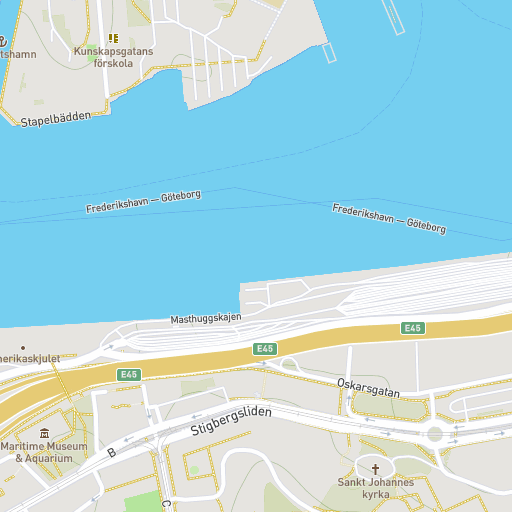 Kunskapsgatans
förskola
tshamn
Stapelbädden
Frederikshavn — Göteborg
Frederikshavn — Göteborg
Masthuggskajen
E45
E45
E45
erikaskjulet
Oskarsgatan
Stigbergsliden
Maritime Museum
& Aquarium
B
Sankt Johannes
kyrka
C